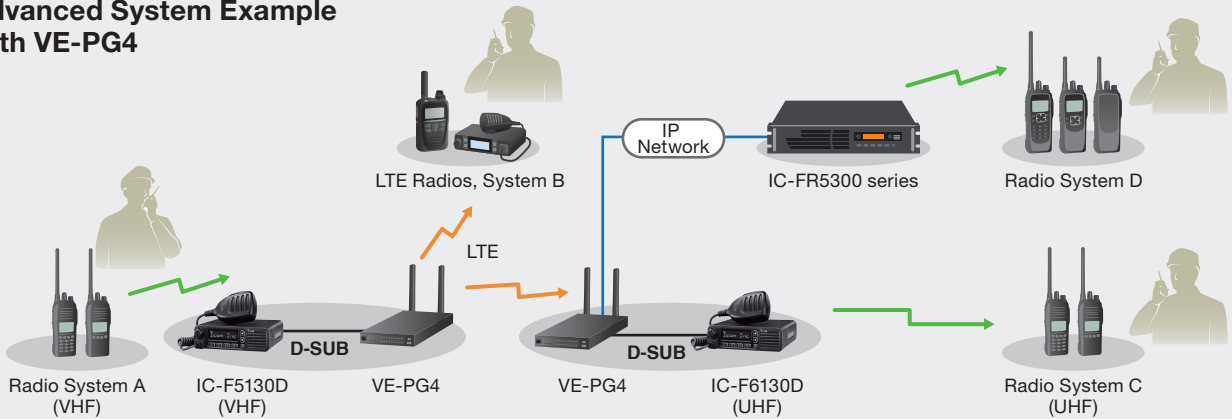 dvanced System Example
th VE-PG4
IP
Network
LTE Radios, System B
IC-FR5300 series
Radio System D
LTE
D-SUB
D-SUB
Radio System A
(VHF)
IC-F5130D
(VHF)
VE-PG4
VE-PG4
IC-F6130D
(UHF)
Radio System C
(UHF)